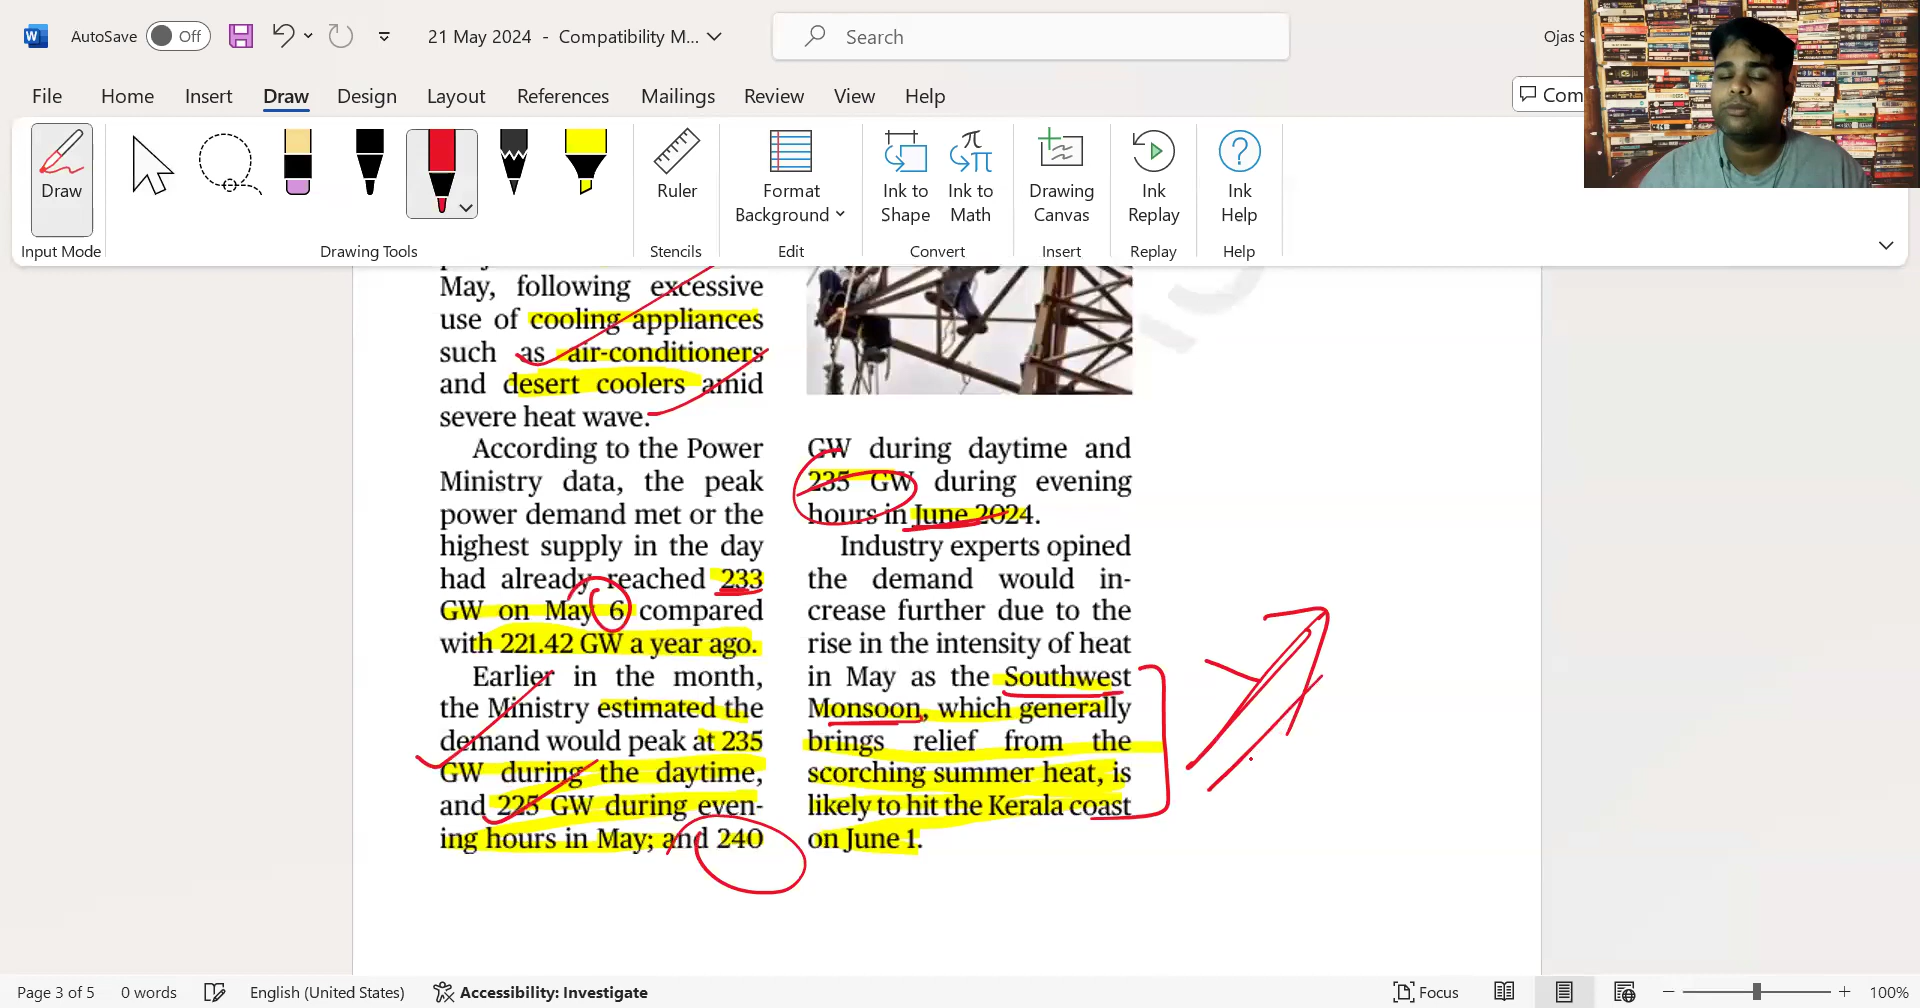 AutoSave Off 21 May 2024 - Compatibility M... Search Ojas S
File Home Insert Draw Design Layout References Mailings Review View Help Com
Draw Ruler Format Background Ink to Shape Ink to Math Drawing Canvas Ink Replay Ink Help
Input Mode Drawing Tools Stencils Edit Convert Insert Replay Help
May, following excessive
use of cooling appliances
such as air-conditioners
and desert coolers amid
severe heat wave.
According to the Power
Ministry data, the peak
power demand met or the
highest supply in the day
had already reached 233
GW on May 6 compared
with 221.42 GW a year ago.
Earlier in the month,
the Ministry estimated the
demand would peak at 235
GW during the daytime,
and 225 GW during even-
ing hours in May; and 240
GW during daytime and
235 GW during evening
hours in June 2024.
Industry experts opined
the demand would in-
crease further due to the
rise in the intensity of heat
in May as the Southwest
Monsoon, which generally
brings relief from the
scorching summer heat, is
likely to hit the Kerala coast
on June 1.
Page 3 of 5 0 words English (United States) Accessibility: Investigate Focus 100%